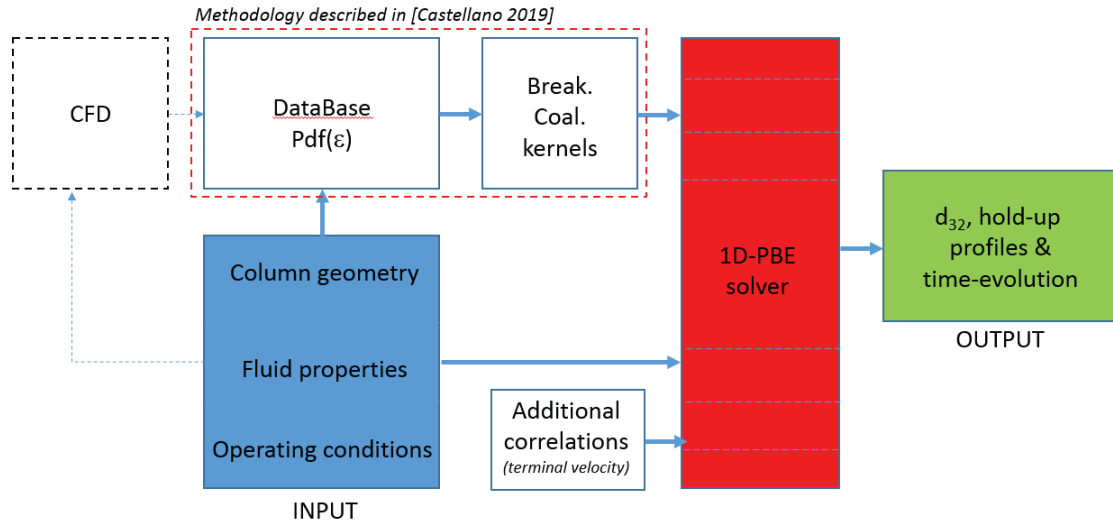 Methodology described in [Castellano 2019]
CFD
DataBase
Pdf(ε)
Break.
Coal.
kernels
Column geometry
Fluid properties
Operating conditions
INPUT
Additional
correlations
(terminal velocity)
1D-PBE
solver
d₃₂, hold-up
profiles &
time-evolution
OUTPUT